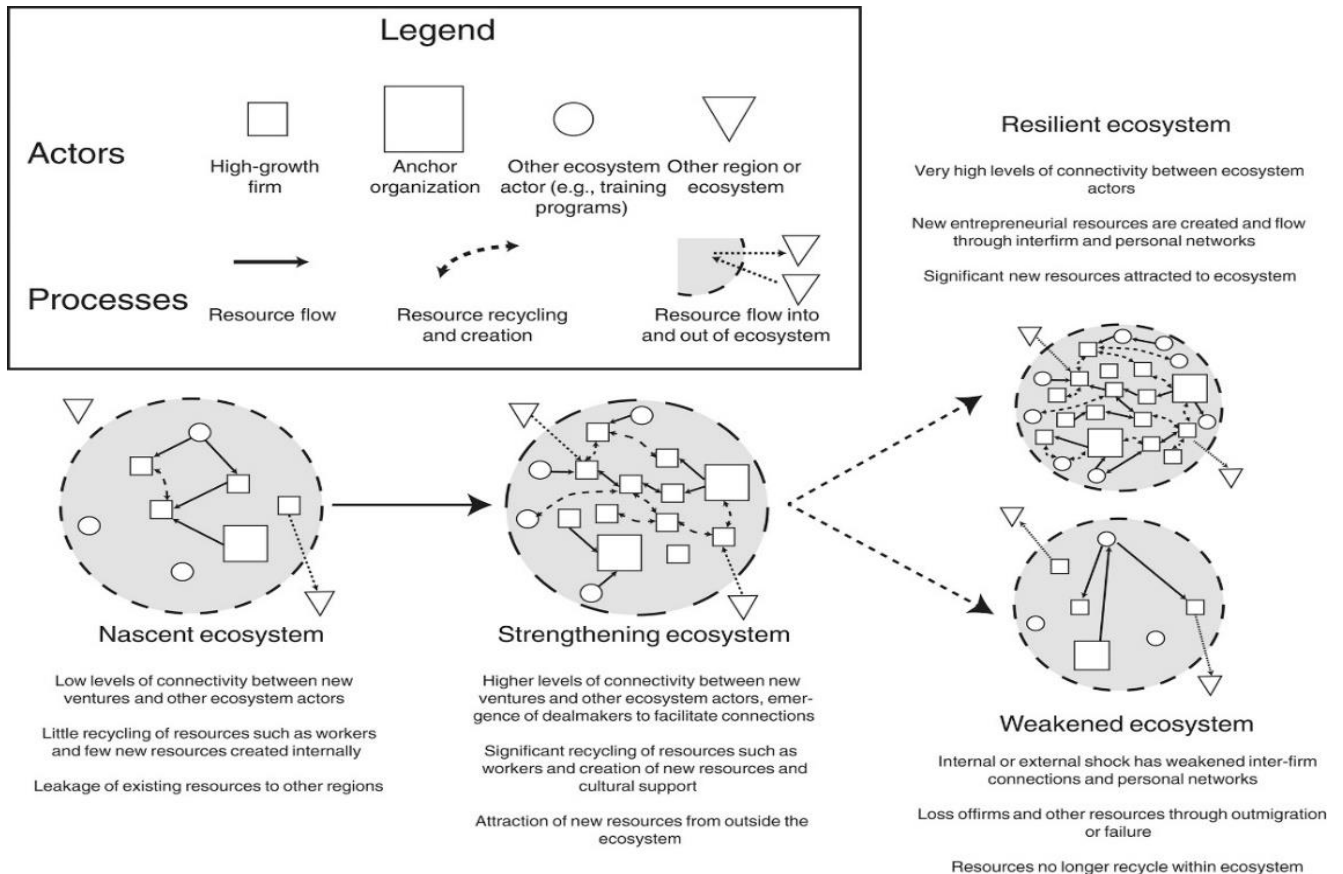 Legend
Actors
High-growth
firm
Anchor
organization
Other ecosystem
actor (e.g., training
programs)
Other region or
ecosystem
Processes
Resource flow
Resource recycling
and creation
Resource flow into
and out of ecosystem
Resilient ecosystem
Very high levels of connectivity between ecosystem
actors
New entrepreneurial resources are created and flow
through interfirm and personal networks
Significant new resources attracted to ecosystem
Nascent ecosystem
Low levels of connectivity between new
ventures and other ecosystem actors
Little recycling of resources such as workers
and few new resources created internally
Leakage of existing resources to other regions
Strengthening ecosystem
Higher levels of connectivity between new
ventures and other ecosystem actors, emer-
gence of dealmakers to facilitate connections
Significant recycling of resources such as
workers and creation of new resources and
cultural support
Attraction of new resources from outside the
ecosystem
Weakened ecosystem
Internal or external shock has weakened inter-firm
connections and personal networks
Loss offirms and other resources through outmigration
or failure
Resources no longer recycle within ecosystem